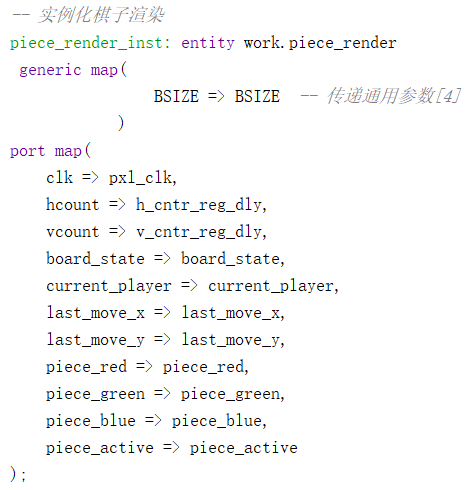 -- 实例化棋子渲染
piece_render_inst: entity work.piece_render
generic map(
BSIZE => BSIZE -- 传递通用参数[4]
)
port map(
clk => pxl_clk,
hcount => h_cntr_reg_dly,
vcount => v_cntr_reg_dly,
board_state => board_state,
current_player => current_player,
last_move_x => last_move_x,
last_move_y => last_move_y,
piece_red => piece_red,
piece_green => piece_green,
piece_blue => piece_blue,
piece_active => piece_active
);